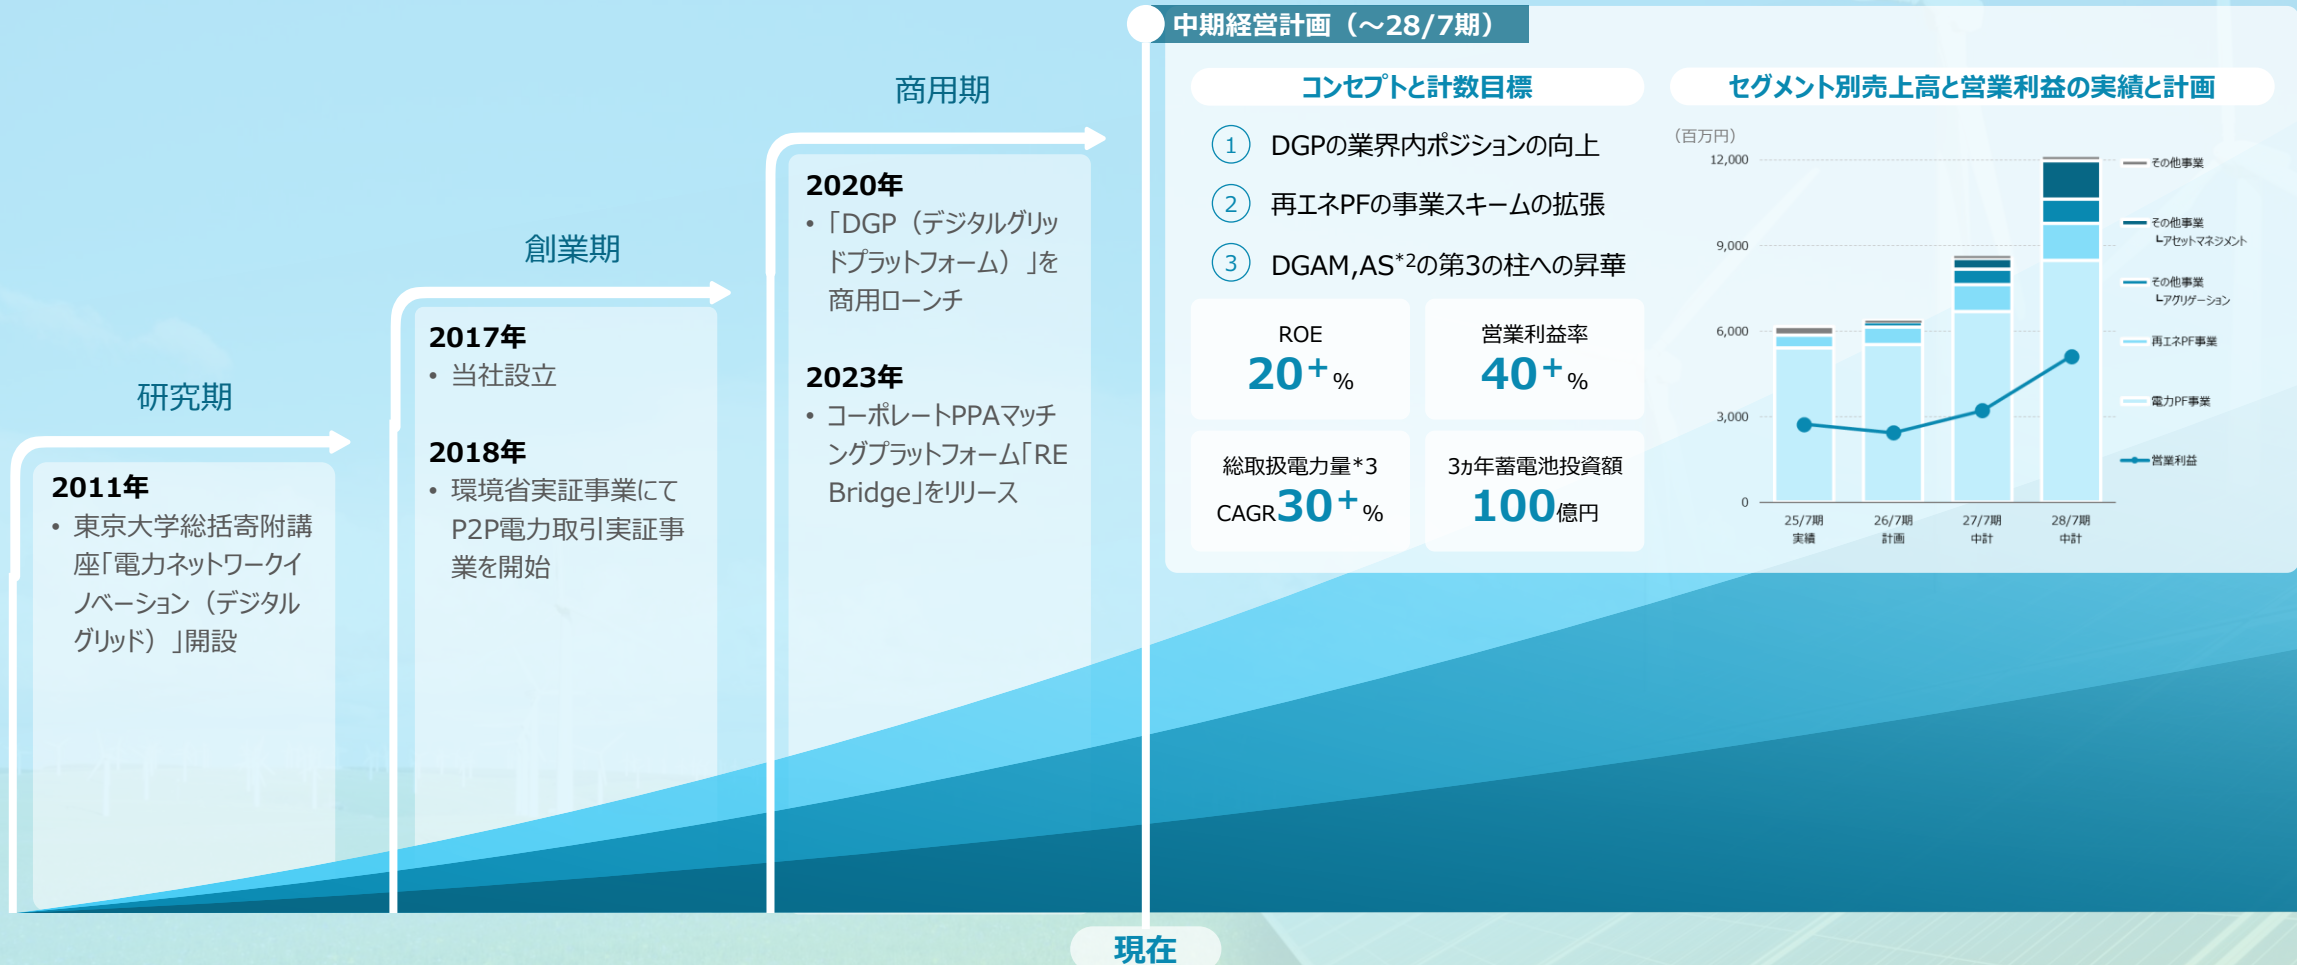 研究期
2011年
• 東京大学総括寄附講
座｢電力ネットワークイ
ノベーション（デジタル
グリッド）｣開設
創業期
2017年
• 当社設立
2018年
• 環境省実証事業にて
P2P電力取引実証事
業を開始
商用期
2020年
• ｢DGP（デジタルグリッ
ドプラットフォーム）｣を
商用ローンチ
2023年
• コーポレートPPAマッチ
ングプラットフォーム｢RE
Bridge｣をリリース
現在
中期経営計画（～28/7期）
コンセプトと計数目標
1 DGPの業界内ポジションの向上
2 再エネPFの事業スキームの拡張
3 DGAM,AS*2の第3の柱への昇華
ROE
20+%
営業利益率
40+%
総取扱電力量*3
CAGR30+%
3ヵ年蓄電池投資額
100億円
セグメント別売上高と営業利益の実績と計画
（百万円）
12,000
9,000
6,000
3,000
0
25/7期
実績
26/7期
計画
27/7期
中計
28/7期
中計
その他事業
その他事業
┗アセットマネジメント
その他事業
┗アグリゲーション
再エネPF事業
電力PF事業
営業利益